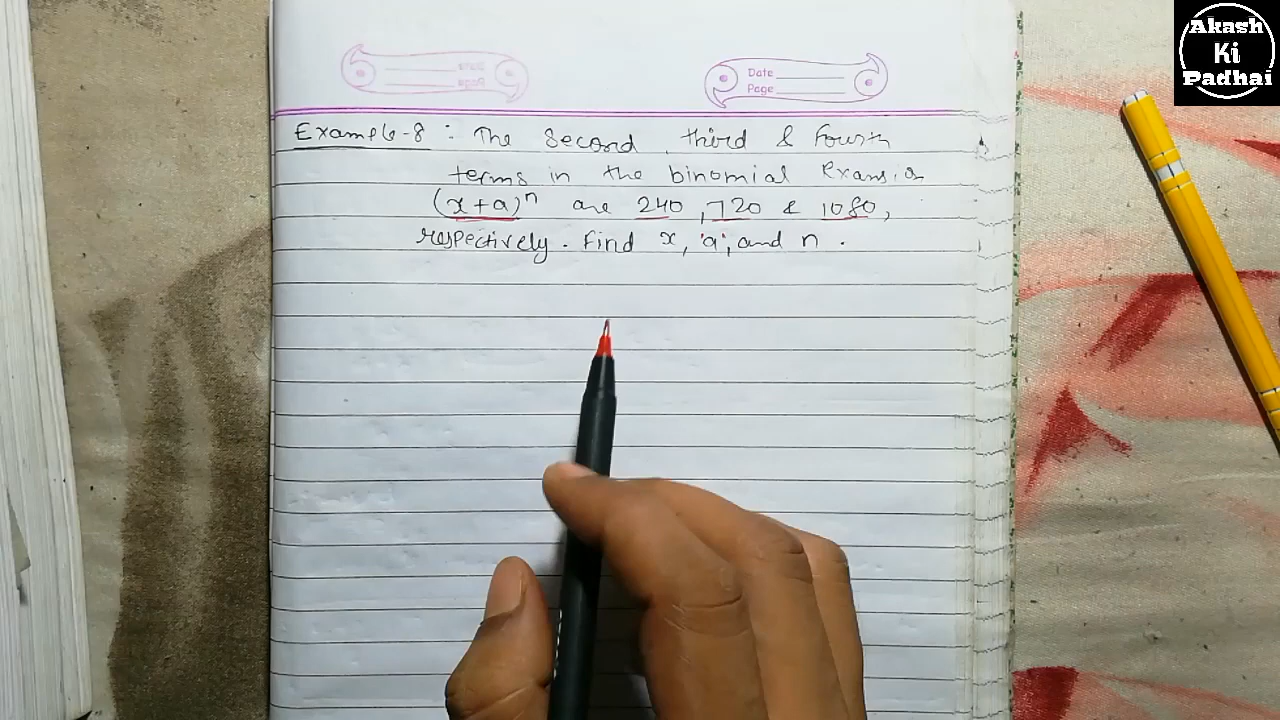 Akash
Ki
Padhai
Date
Page
Example-8 : The Second, third & fourth
terms in the binomial Expansion
(x+a)^n are 240, 720 & 1080,
respectively. Find x, 'a', and n.